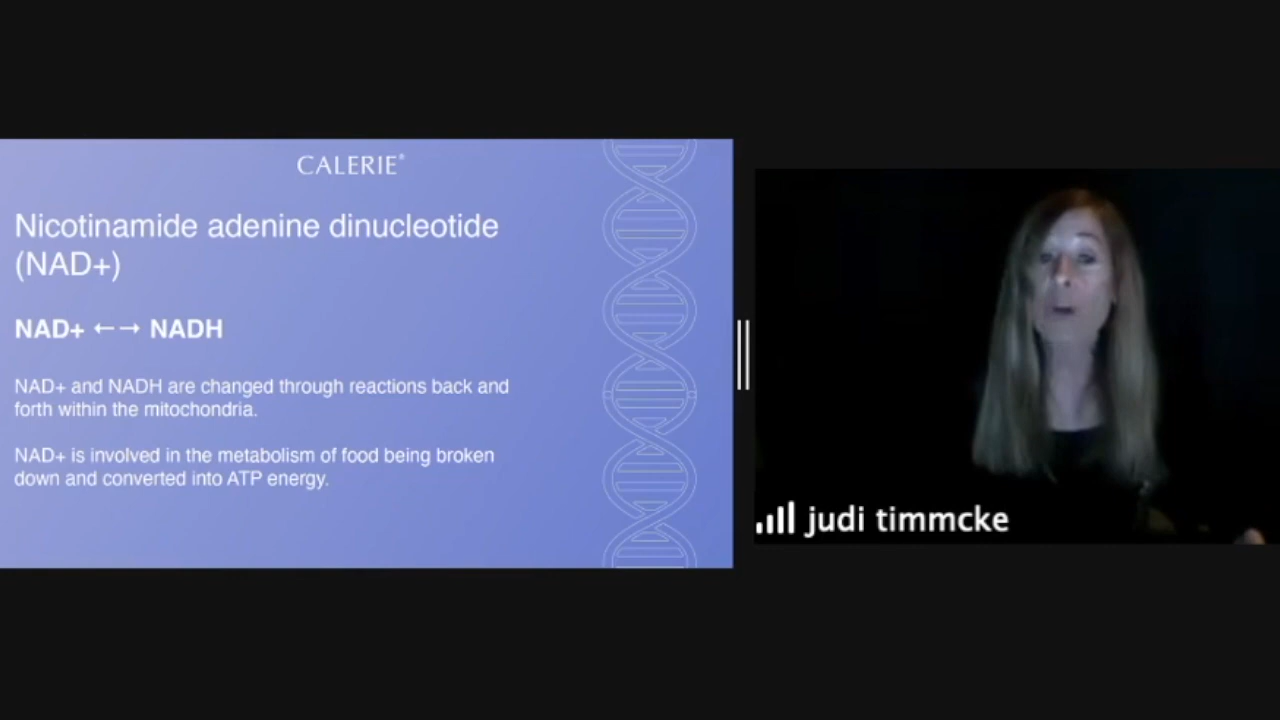 CALERIE®
Nicotinamide adenine dinucleotide
(NAD+)
NAD+ ←→ NADH
NAD+ and NADH are changed through reactions back and
forth within the mitochondria.
NAD+ is involved in the metabolism of food being broken
down and converted into ATP energy.
judi timmcke